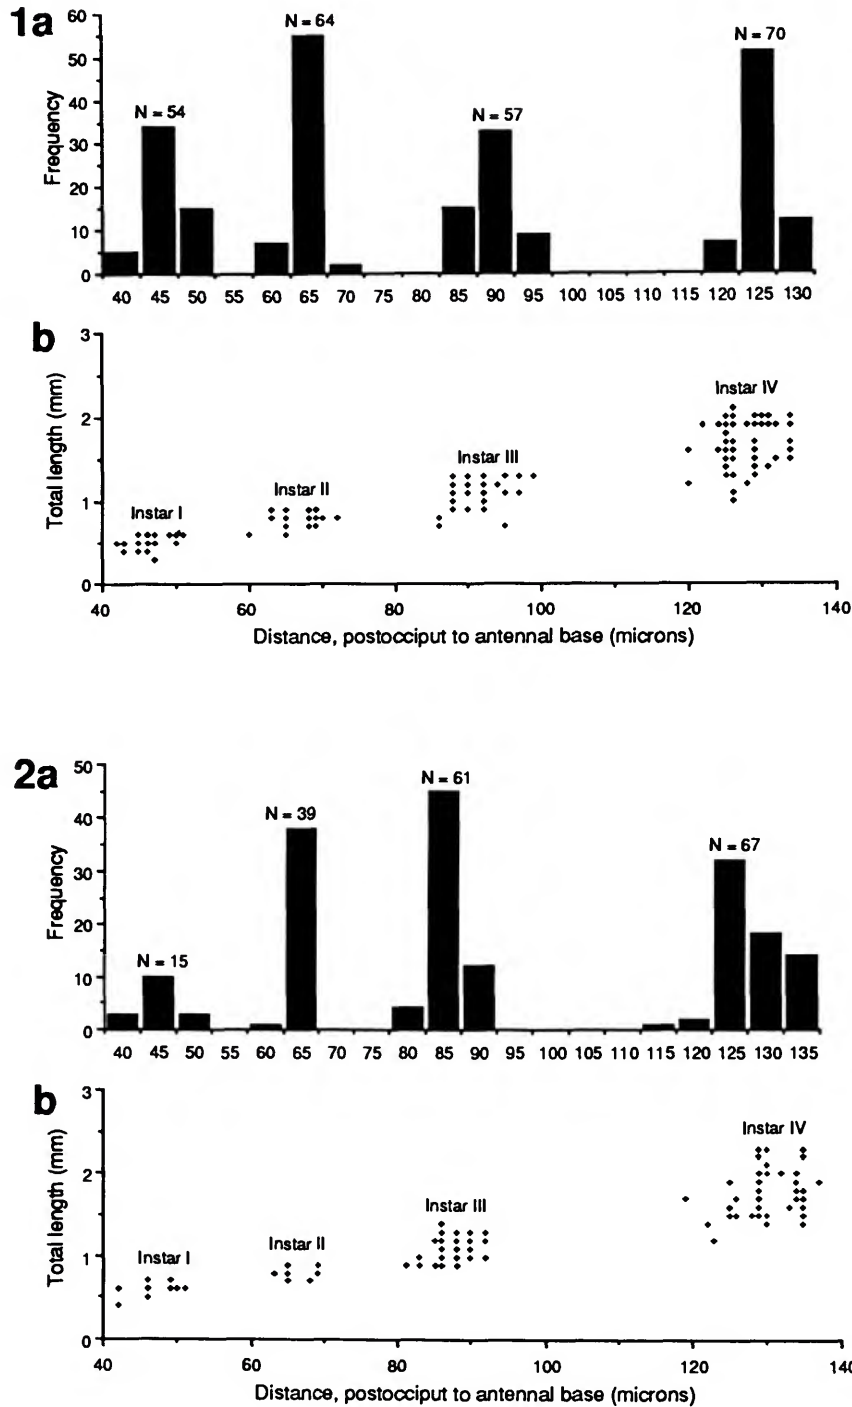 1a
60
N = 64
N = 70
50
40
N = 54
N = 57
Frequency
30
20
10
0
40 45 50 55 60 65 70 75 80 85 90 95 100 105 110 115 120 125 130
b
3
Instar IV
2
Total length (mm)
Instar III
Instar II
1
Instar I
0
40 60 80 100 120 140
Distance, postocciput to antennal base (microns)
2a
50
N = 61
40
N = 39
N = 67
Frequency
30
20
N = 15
10
0
40 45 50 55 60 65 70 75 80 85 90 95 100 105 110 115 120 125 130 135
b
3
Instar IV
2
Total length (mm)
Instar III
Instar II
1
Instar I
0
40 60 80 100 120 140
Distance, postocciput to antennal base (microns)